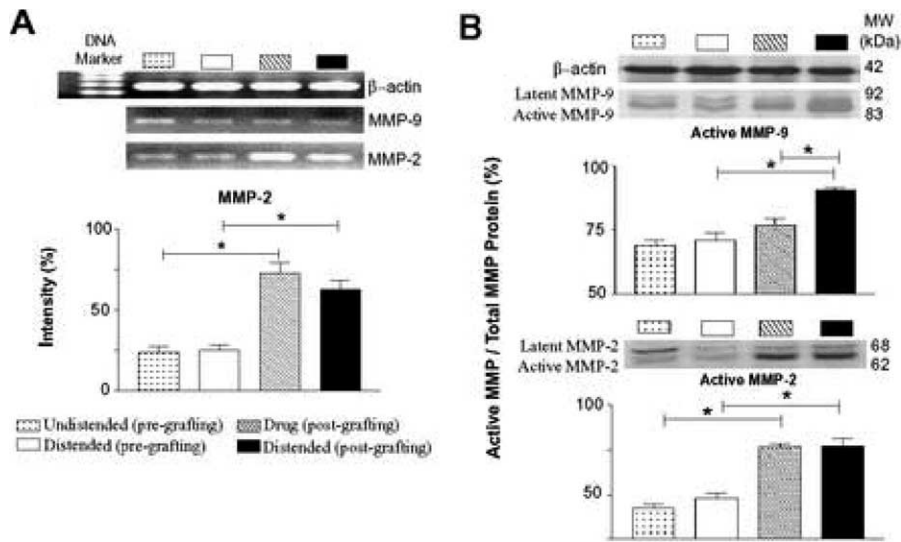 A
DNA
Marker
β-actin
MMP-9
MMP-2
MMP-2
*
*
Intensity (%)
100
50
0
Undistended (pre-grafting)
Drug (post-grafting)
Distended (pre-grafting)
Distended (post-grafting)
B
MW
(kDa)
β-actin
42
Latent MMP-9
92
Active MMP-9
83
Active MMP-9
*
*
Active MMP / Total MMP Protein (%)
100
75
50
Latent MMP-2
68
Active MMP-2
62
Active MMP-2
*
*
50